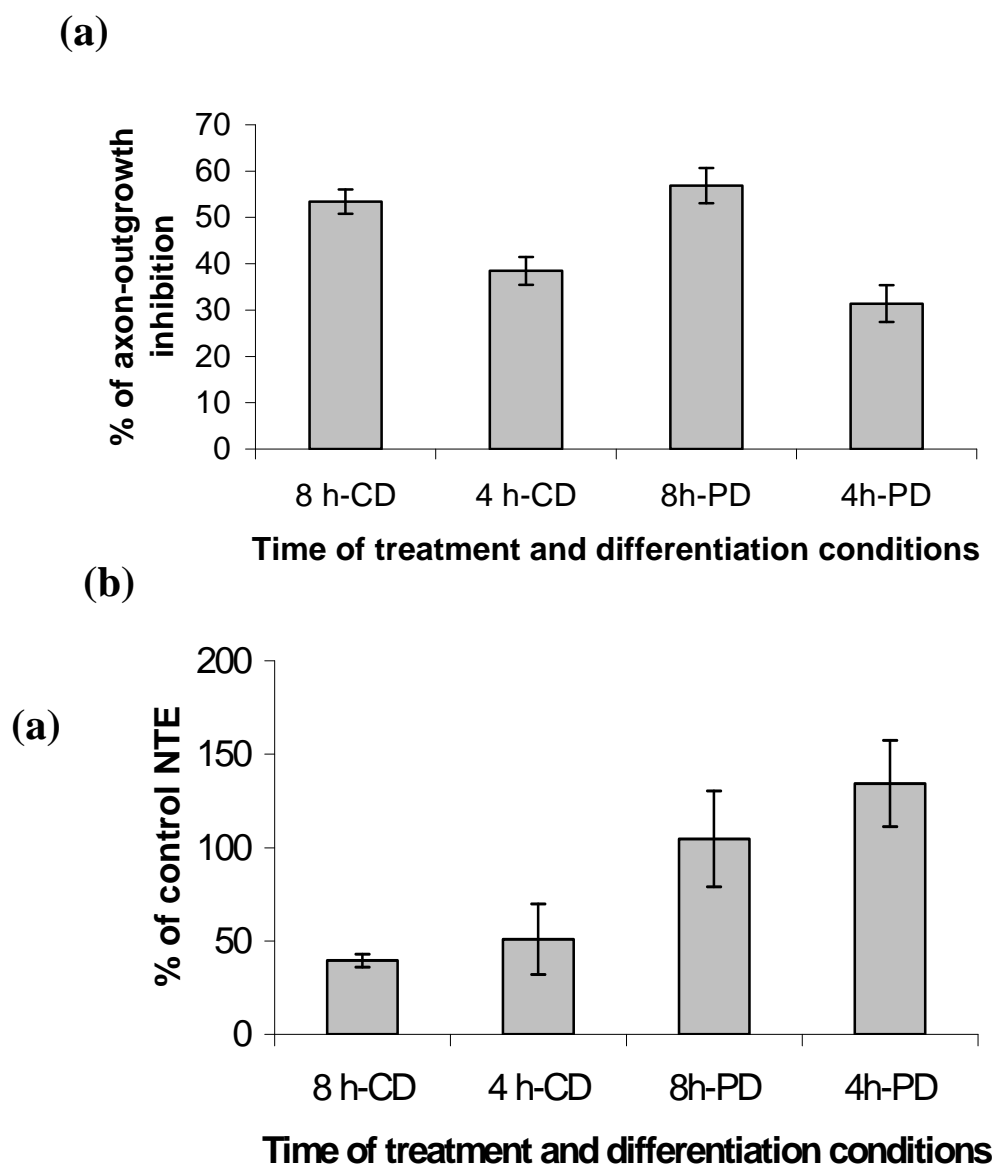 (a)
% of axon-outgrowth
inhibition
70
60
50
40
30
20
10
0
8 h-CD 4 h-CD 8h-PD 4h-PD
Time of treatment and differentiation conditions
(b)
(a)
% of control NTE
200
150
100
50
0
8 h-CD 4 h-CD 8h-PD 4h-PD
Time of treatment and differentiation conditions